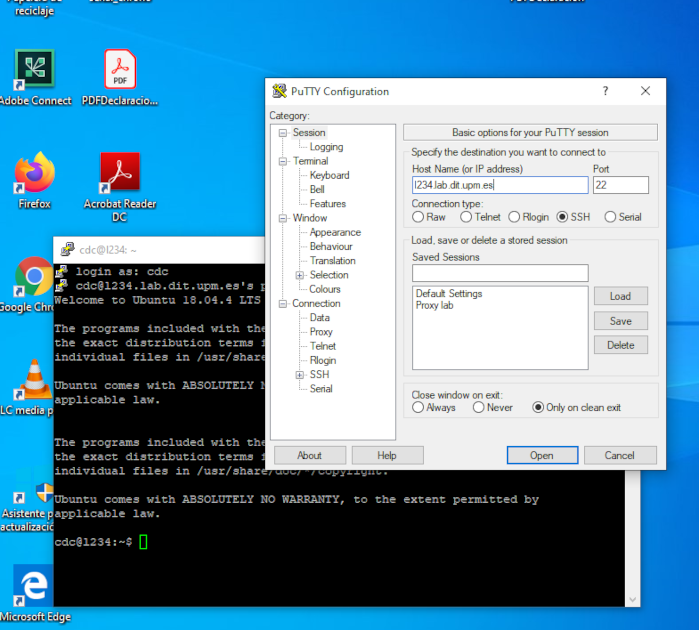 reciclaje
Adobe Connect
PDFDeclaracio...
Firefox
Acrobat Reader
DC
Google Chro
LC media p
Asistente p
actualizació
Microsoft Edge
PDF
PuTTY Configuration
?
Category:
Session
Logging
Terminal
Keyboard
Bell
Features
Window
Appearance
Behaviour
Translation
Selection
Colours
Connection
Data
Proxy
Telnet
Rlogin
SSH
Serial
Basic options for your PuTTY session
Specify the destination you want to connect to
Host Name (or IP address) Port
l234.lab.dit.upm.es 22
Connection type:
Raw Telnet Rlogin SSH Serial
Load, save or delete a stored session
Saved Sessions
Default Settings
Proxy lab
Load
Save
Delete
Close window on exit:
Always Never Only on clean exit
About Help Open Cancel
cdc@l234: ~
login as: cdc
cdc@l234.lab.dit.upm.es's p
Welcome to Ubuntu 18.04.4 LTS
The programs included with the
the exact distribution terms f
individual files in /usr/share
Ubuntu comes with ABSOLUTELY N
applicable law.
The programs included with the
the exact distribution terms f
individual files in /usr/share/doc/*/copyright.
Ubuntu comes with ABSOLUTELY NO WARRANTY, to the extent permitted by
applicable law.
cdc@l234:~$